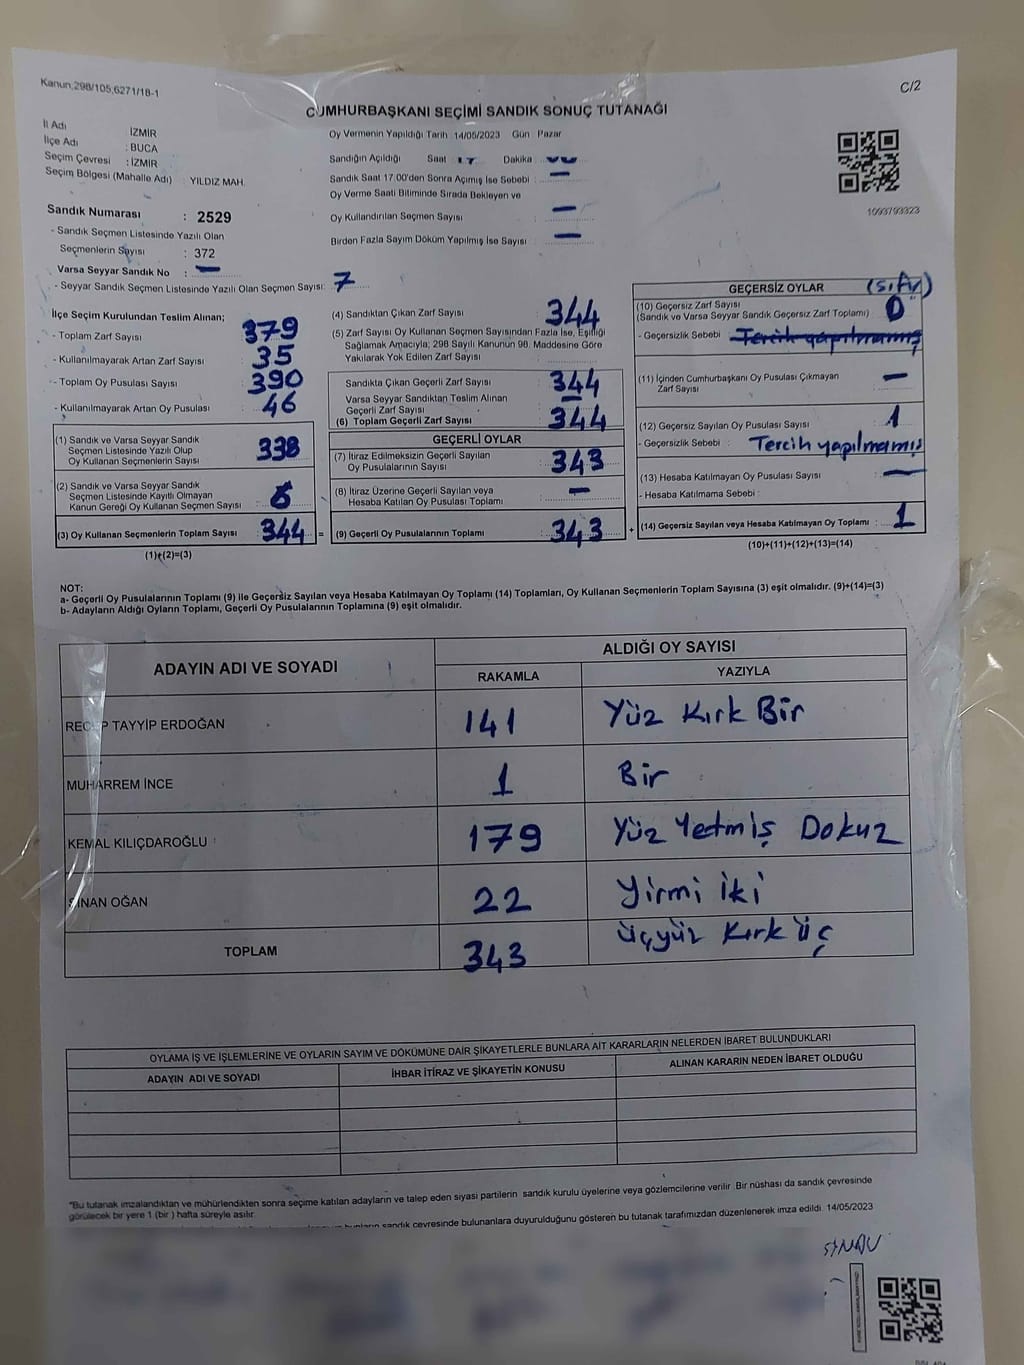 Kanun,298/105,6271/18-1
C/2
CUMHURBAŞKANI SEÇİMİ SANDIK SONUÇ TUTANAĞI
İl Adı : İZMİR
İlçe Adı : BUCA
Seçim Çevresi : İZMİR
Seçim Bölgesi (Mahalle Adı) : YILDIZ MAH.
Oy Vermenin Yapıldığı Tarih :14/05/2023 Gün : Pazar
Sandığın Açıldığı Saat 17 Dakika
Sandık Saat 17.00'den Sonra Açımış İse Sebebi : —
Oy Verme Saati Bitiminde Sırada Bekleyen ve
Oy Kullandırılan Seçmen Sayısı : —
Birden Fazla Sayım Döküm Yapılmış İse Sayısı : —
1093793323
Sandık Numarası : 2529
- Sandık Seçmen Listesinde Yazılı Olan
Seçmenlerin Sayısı : 372
Varsa Seyyar Sandık No : —
- Seyyar Sandık Seçmen Listesinde Yazılı Olan Seçmen Sayısı: 7
İlçe Seçim Kurulundan Teslim Alınan;
- Toplam Zarf Sayısı : 379
- Kullanılmayarak Artan Zarf Sayısı : 35
- Toplam Oy Pusulası Sayısı : 390
- Kullanılmayarak Artan Oy Pusulası : 46
(1) Sandık ve Varsa Seyyar Sandık
Seçmen Listesinde Yazılı Olup
Oy Kullanan Seçmenlerin Sayısı : 338
(2) Sandık ve Varsa Seyyar Sandık
Seçmen Listesinde Kayıtlı Olmayan
Kanun Gereği Oy Kullanan Seçmen Sayısı : 6
(3) Oy Kullanan Seçmenlerin Toplam Sayısı : 344
(1)+(2)=(3)
(4) Sandıktan Çıkan Zarf Sayısı : 344
(5) Zarf Sayısı Oy Kullanan Seçmen Sayısından Fazla İse, Eşitliği
Sağlamak Amacıyla; 298 Sayılı Kanunun 98. Maddesine Göre
Yakılarak Yok Edilen Zarf Sayısı :
Sandıkta Çıkan Geçerli Zarf Sayısı : 344
Varsa Seyyar Sandıktan Teslim Alınan
Geçerli Zarf Sayısı : —
(6) Toplam Geçerli Zarf Sayısı : 344
GEÇERLİ OYLAR
(7) İtiraz Edilmeksizin Geçerli Sayılan
Oy Pusulalarının Sayısı : 343
(8) İtiraz Üzerine Geçerli Sayılan veya
Hesaba Katılan Oy Pusulası Toplamı : —
= (9) Geçerli Oy Pusulalarının Toplamı : 343
GEÇERSİZ OYLAR (sıfır)
(10) Geçersiz Zarf Sayısı
(Sandık ve Varsa Seyyar Sandık Geçersiz Zarf Toplamı) : 0
- Geçersizlik Sebebi : Tercih yapılmamış
(11) İçinden Cumhurbaşkanı Oy Pusulası Çıkmayan
Zarf Sayısı : —
(12) Geçersiz Sayılan Oy Pusulası Sayısı : 1
- Geçersizlik Sebebi : Tercih yapılmamış
(13) Hesaba Katılmayan Oy Pusulası Sayısı : —
- Hesaba Katılmama Sebebi :
+ (14) Geçersiz Sayılan veya Hesaba Katılmayan Oy Toplamı : 1
(10)+(11)+(12)+(13)=(14)
NOT:
a- Geçerli Oy Pusulalarının Toplamı (9) ile Geçersiz Sayılan veya Hesaba Katılmayan Oy Toplamı (14) Toplamları, Oy Kullanan Seçmenlerin Toplam Sayısına (3) eşit olmalıdır. (9)+(14)=(3)
b- Adayların Aldığı Oyların Toplamı, Geçerli Oy Pusulalarının Toplamına (9) eşit olmalıdır.
ADAYIN ADI VE SOYADI
ALDIĞI OY SAYISI
RAKAMLA YAZIYLA
RECEP TAYYİP ERDOĞAN 141 Yüz Kırk Bir
MUHARREM İNCE 1 Bir
KEMAL KILIÇDAROĞLU 179 Yüz Yetmiş Dokuz
SİNAN OĞAN 22 Yirmi iki
TOPLAM 343 üçyüz Kırk üç
OYLAMA İŞ VE İŞLEMLERİNE VE OYLARIN SAYIM VE DÖKÜMÜNE DAİR ŞİKAYETLERLE BUNLARA AİT KARARLARIN NELERDEN İBARET BULUNDUKLARI
ADAYIN ADI VE SOYADI İHBAR İTİRAZ VE ŞİKAYETİN KONUSU ALINAN KARARIN NEDEN İBARET OLDUĞU
*Bu tutanak imzalandıktan ve mühürlendikten sonra seçime katılan adayların ve talep eden siyasi partilerin sandık kurulu üyelerine veya gözlemcilerine verilir. Bir nüshası da sandık çevresinde
görülecek bir yere 1 (bir) hafta süreyle asılır.
bunların sandık çevresinde bulunanlara duyurulduğunu gösteren bu tutanak tarafımızdan düzenlenerek imza edildi. 14/05/2023